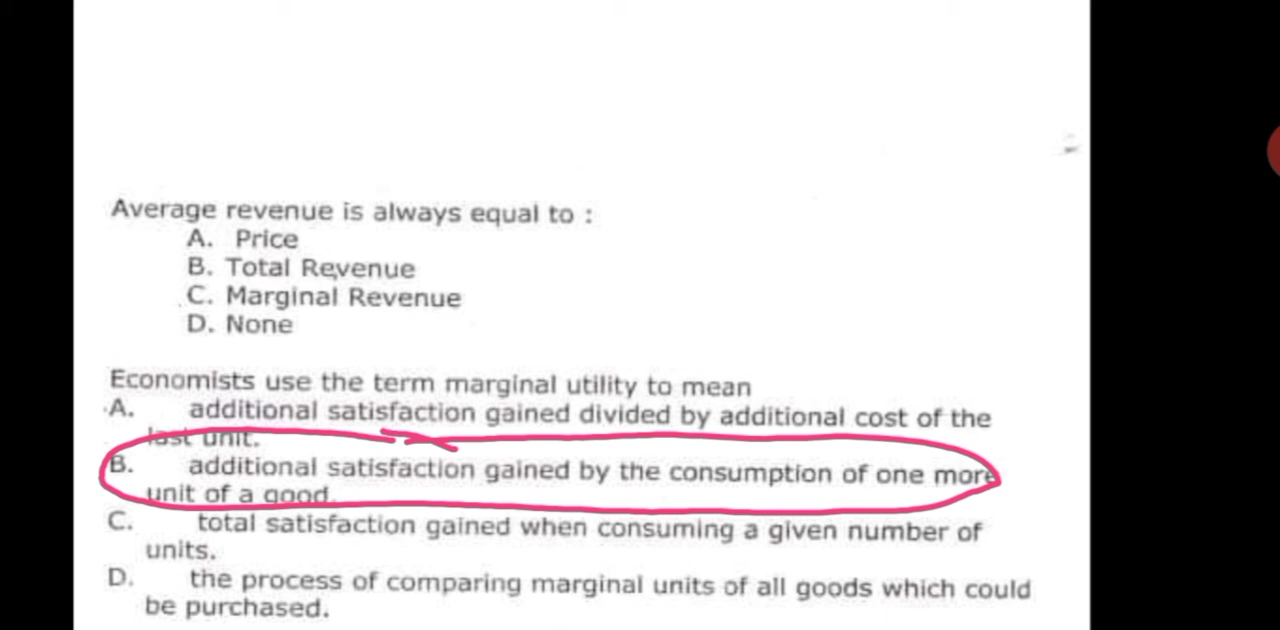 Average revenue is always equal to :
A. Price
B. Total Revenue
C. Marginal Revenue
D. None
Economists use the term marginal utility to mean
A. additional satisfaction gained divided by additional cost of the
last unit.
B. additional satisfaction gained by the consumption of one more
unit of a good.
C. total satisfaction gained when consuming a given number of
units.
D. the process of comparing marginal units of all goods which could
be purchased.